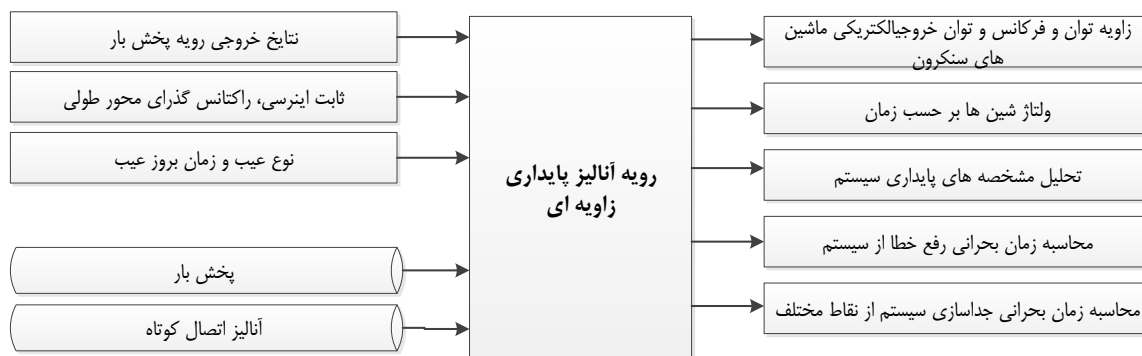 نتایخ خروجی رویه پخش بار
ثابت اینرسی، راکتانس گذرای محور طولی
نوع عیب و زمان بروز عیب
پخش بار
آنالیز اتصال کوتاه
رویه آنالیز پایداری
زاویه ای
زاویه توان و فرکانس و توان خروجیالکتریکی ماشین
های سنکرون
ولتاژ شین ها بر حسب زمان
تحلیل مشخصه های پایداری سیستم
محاسبه زمان بحرانی رفع خطا از سیستم
محاسبه زمان بحرانی جداسازی سیستم از نقاط مختلف